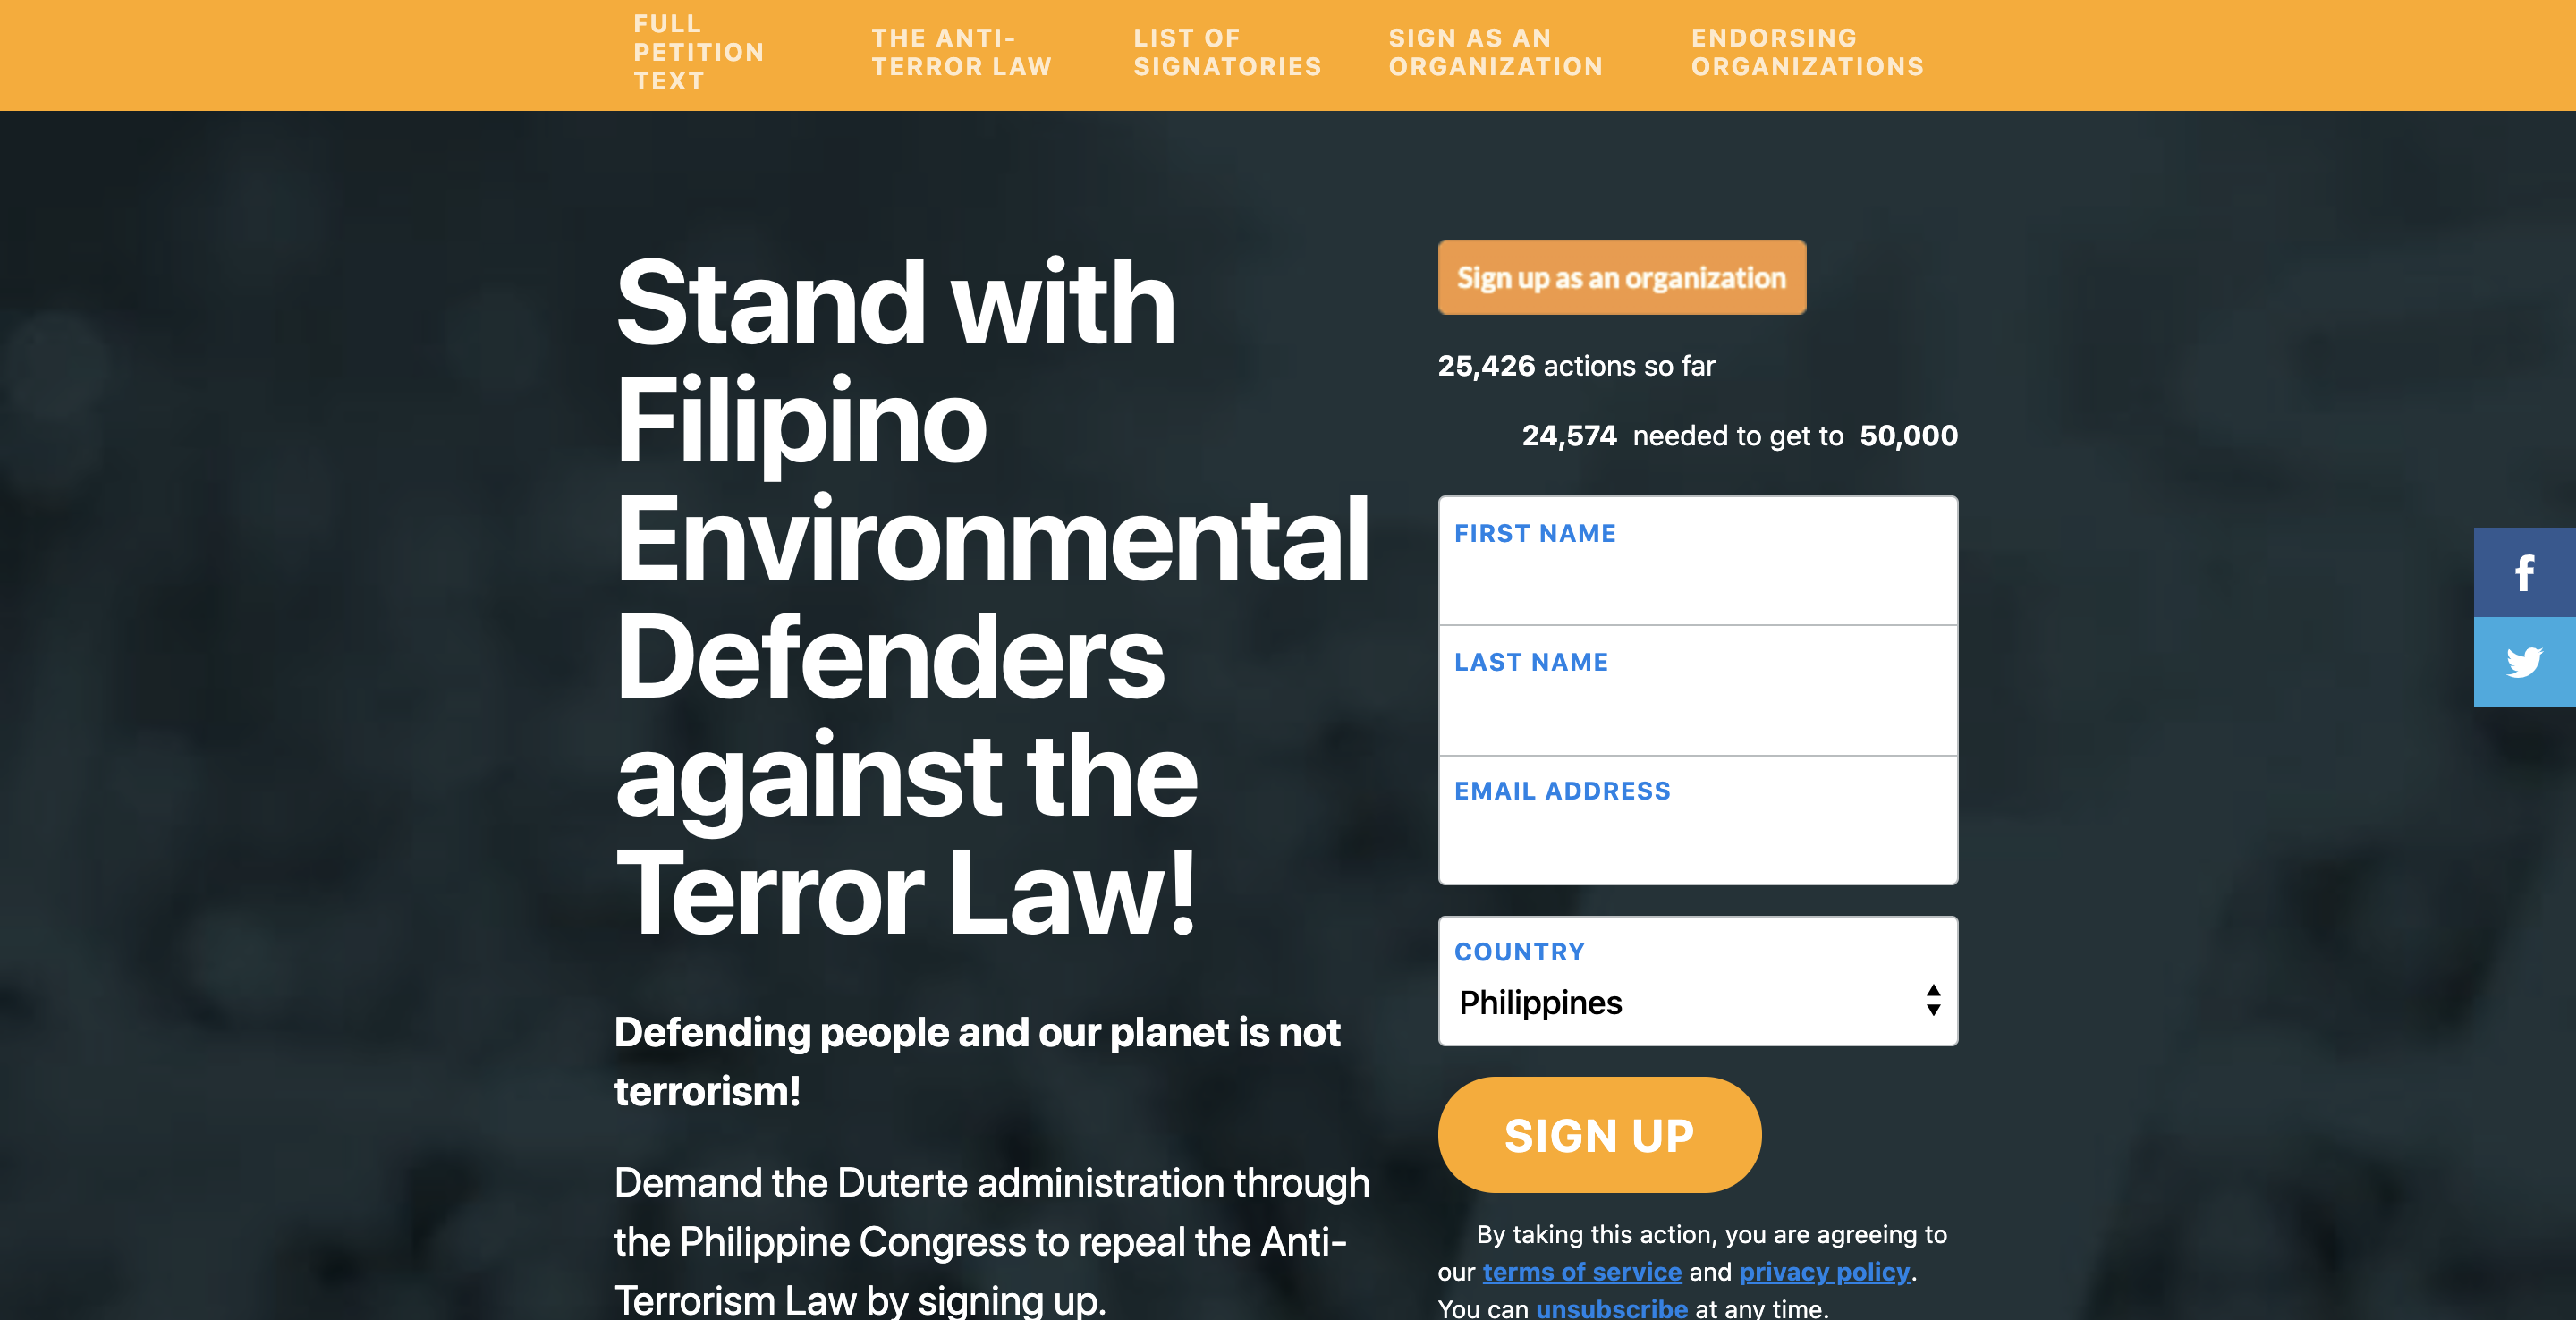 FULL
PETITION
TEXT
THE ANTI-
TERROR LAW
LIST OF
SIGNATORIES
SIGN AS AN
ORGANIZATION
ENDORSING
ORGANIZATIONS
Stand with
Filipino
Environmental
Defenders
against the
Terror Law!
Defending people and our planet is not
terrorism!
Demand the Duterte administration through
the Philippine Congress to repeal the Anti-
Terrorism Law by signing up.
Sign up as an organization
25,426 actions so far
24,574 needed to get to 50,000
FIRST NAME
LAST NAME
EMAIL ADDRESS
COUNTRY
Philippines
SIGN UP
By taking this action, you are agreeing to
our terms of service and privacy policy.
You can unsubscribe at any time.